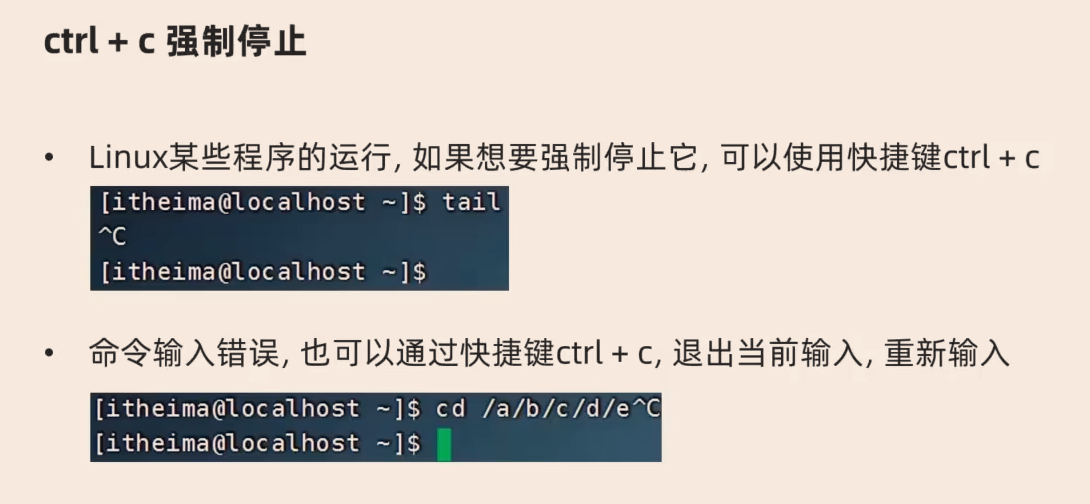 ctrl + c 强制停止
• Linux某些程序的运行, 如果想要强制停止它, 可以使用快捷键ctrl + c
[itheima@localhost ~]$ tail
^C
[itheima@localhost ~]$
• 命令输入错误, 也可以通过快捷键ctrl + c, 退出当前输入, 重新输入
[itheima@localhost ~]$ cd /a/b/c/d/e^C
[itheima@localhost ~]$